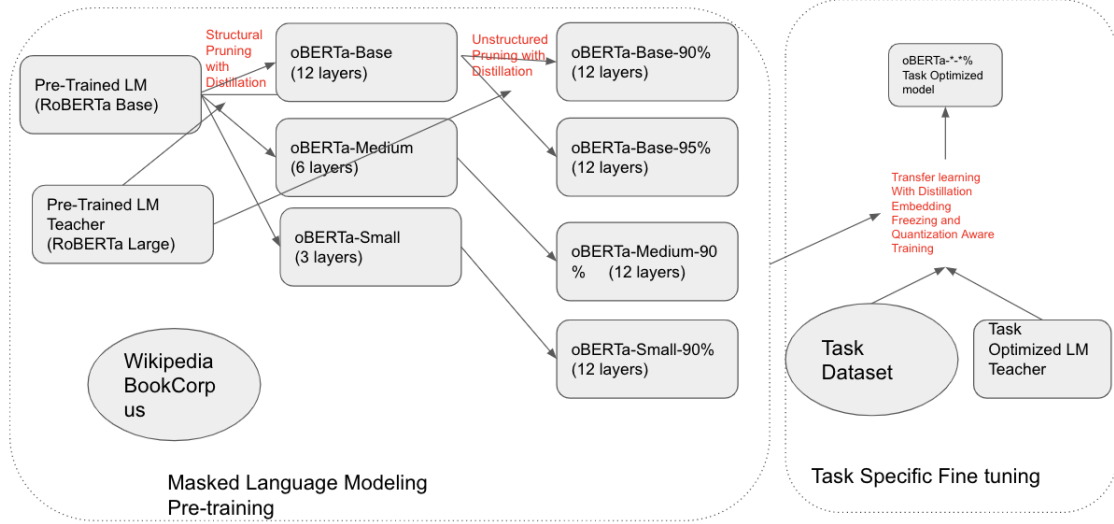 Structural
Pruning
with
Distillation
Pre-Trained LM
(RoBERTa Base)
Pre-Trained LM
Teacher
(RoBERTa Large)
oBERTa-Base
(12 layers)
oBERTa-Medium
(6 layers)
oBERTa-Small
(3 layers)
Unstructured
Pruning with
Distillation
oBERTa-Base-90%
(12 layers)
oBERTa-Base-95%
(12 layers)
oBERTa-Medium-90
% (12 layers)
oBERTa-Small-90%
(12 layers)
Wikipedia
BookCorp
us
Masked Language Modeling
Pre-training
oBERTa-*-*%
Task Optimized
model
Transfer learning
With Distillation
Embedding
Freezing and
Quantization Aware
Training
Task
Dataset
Task
Optimized LM
Teacher
Task Specific Fine tuning